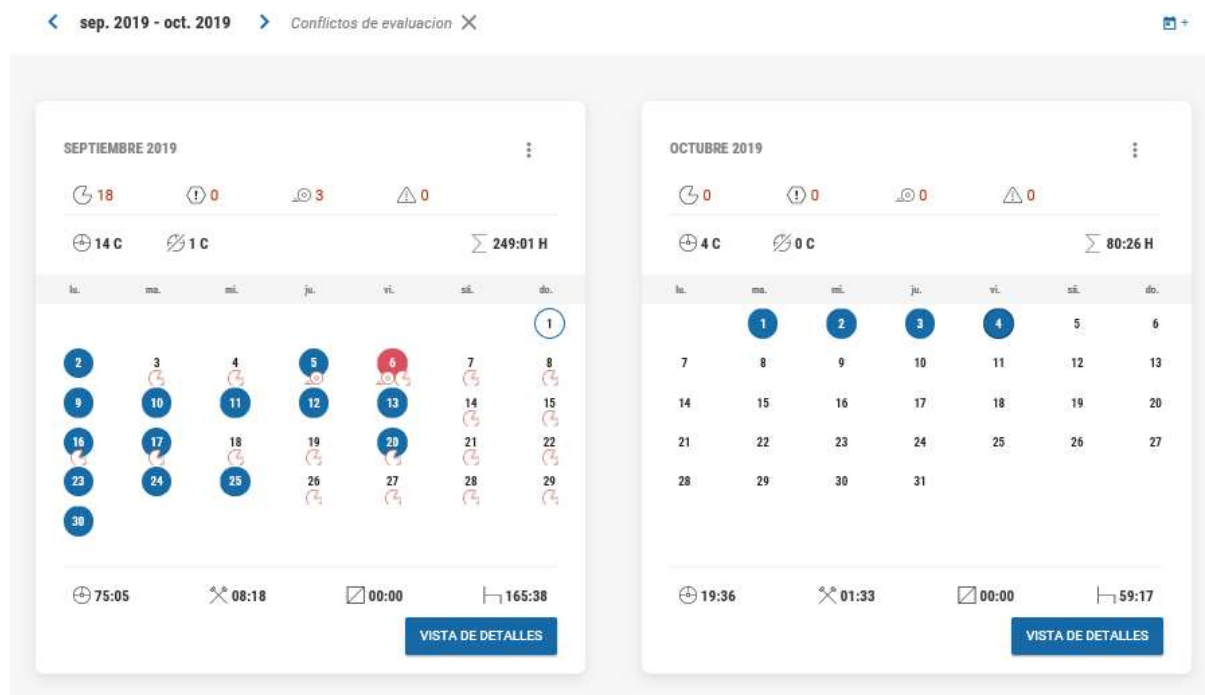 sep. 2019 - oct. 2019 Conflictos de evaluacion
+
SEPTIEMBRE 2019
18 0 3 0
14 C 1 C 249:01 H
lu. ma. mi. ju. vi. sá. do.
1
2 3 4 5 6 7 8
9 10 11 12 13 14 15
16 17 18 19 20 21 22
23 24 25 26 27 28 29
30
75:05 08:18 00:00 165:38
VISTA DE DETALLES
OCTUBRE 2019
0 0 0 0
4 C 0 C 80:26 H
lu. ma. mi. ju. vi. sá. do.
1 2 3 4 5 6
7 8 9 10 11 12 13
14 15 16 17 18 19 20
21 22 23 24 25 26 27
28 29 30 31
19:36 01:33 00:00 59:17
VISTA DE DETALLES